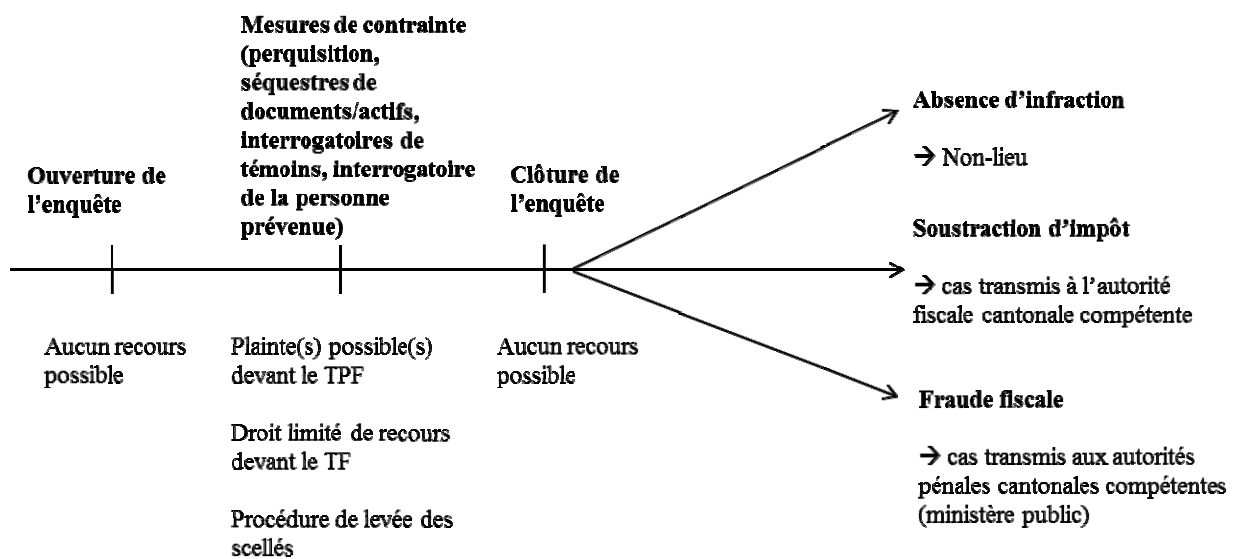 Mesures de contrainte
(perquisition,
séquestres de
documents/actifs,
interrogatoires de
témoins, interrogatoire
de la personne
prévenue)
Ouverture de
l'enquête
Clôture de
l'enquête
Aucun recours
possible
Plainte(s) possible(s)
devant le TPF
Droit limité de recours
devant le TF
Procédure de levée des
scellés
Aucun recours
possible
Absence d'infraction
→ Non-lieu
Soustraction d'impôt
→ cas transmis à l'autorité
fiscale cantonale compétente
Fraude fiscale
→ cas transmis aux autorités
pénales cantonales compétentes
(ministère public)